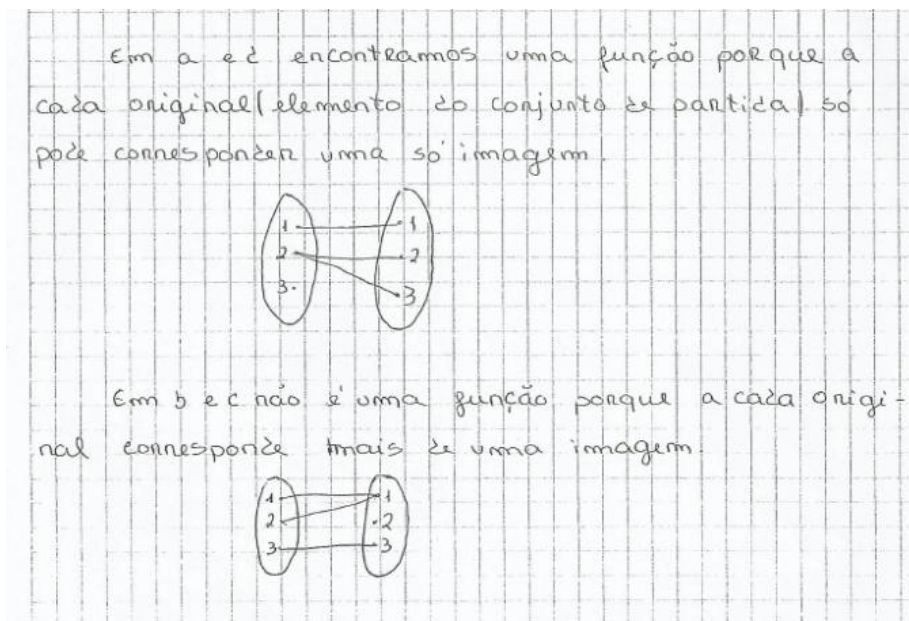 Em a e d encontramos uma função porque a
cada original (elemento do conjunto de partida) só
pode corresponder uma só imagem.
1 1
2 2
3 3
Em b e c não é uma função porque a cada origi-
nal corresponde mais de uma imagem.
1 1
2 2
3 3